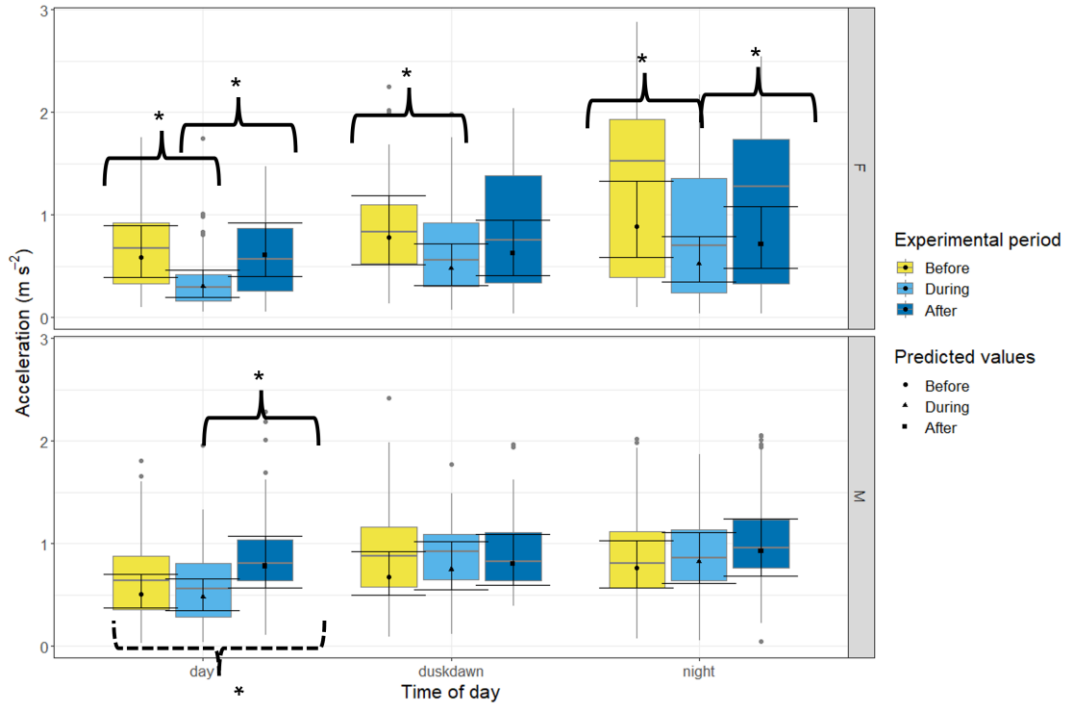 3
*
*
*
*
*
2
1
0
F
Acceleration (m s⁻²)
3
*
2
1
0
M
day
duskdawn
night
*
Time of day
Experimental period
Before
During
After
Predicted values
Before
During
After